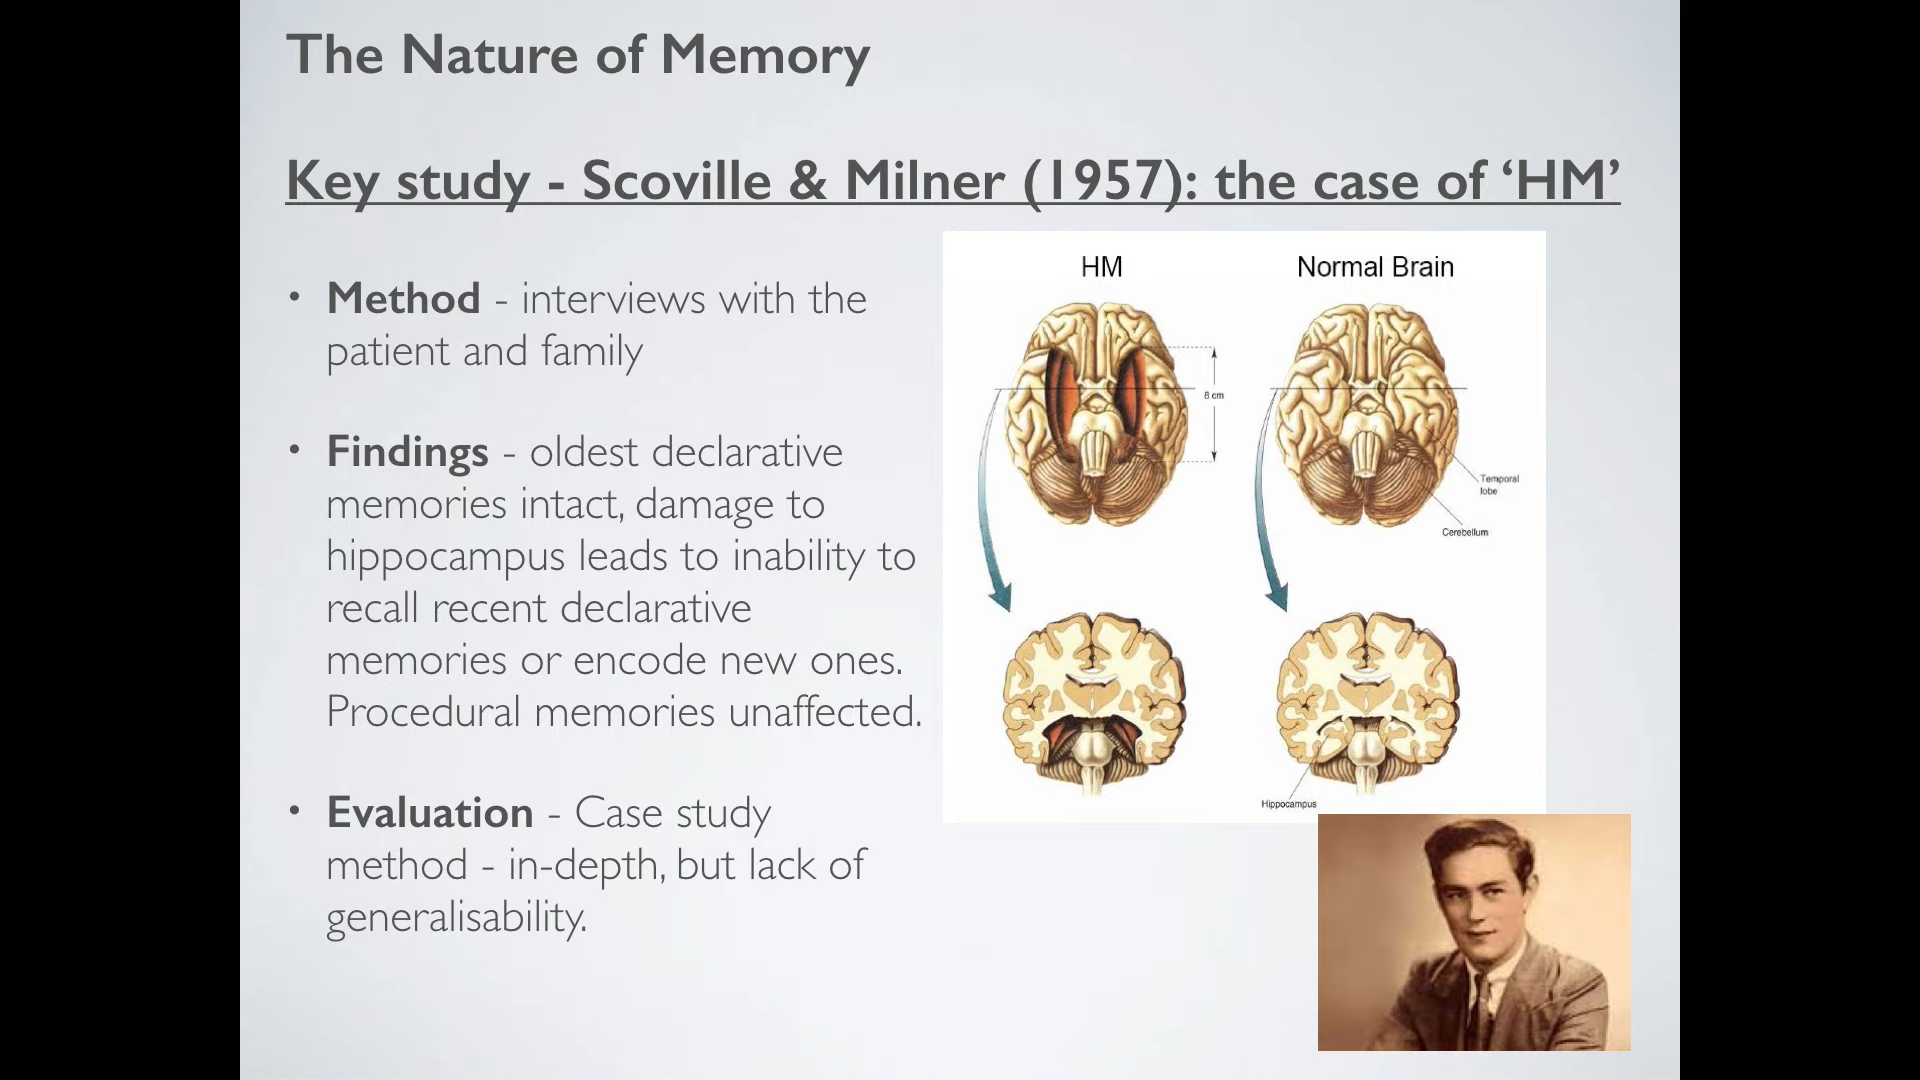 The Nature of Memory
Key study - Scoville & Milner (1957): the case of ‘HM’
• Method - interviews with the
patient and family
• Findings - oldest declarative
memories intact, damage to
hippocampus leads to inability to
recall recent declarative
memories or encode new ones.
Procedural memories unaffected.
• Evaluation - Case study
method - in-depth, but lack of
generalisability.
HM
Normal Brain
8 cm
Temporal
lobe
Cerebellum
Hippocampus